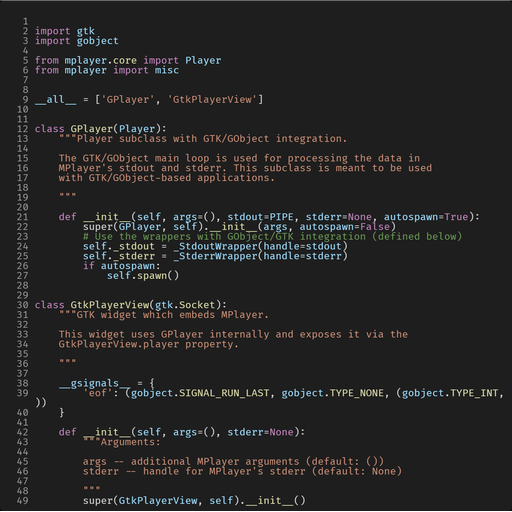 1
2 import gtk
3 import gobject
4
5 from mplayer.core import Player
6 from mplayer import misc
7
8
9 __all__ = ['GPlayer', 'GtkPlayerView']
10
11
12 class GPlayer(Player):
13     """Player subclass with GTK/GObject integration.
14
15     The GTK/GObject main loop is used for processing the data in
16     MPlayer's stdout and stderr. This subclass is meant to be used
17     with GTK/GObject-based applications.
18
19     """
20
21     def __init__(self, args=(), stdout=PIPE, stderr=None, autospawn=True):
22         super(GPlayer, self).__init__(args, autospawn=False)
23         # Use the wrappers with GObject/GTK integration (defined below)
24         self._stdout = _StdoutWrapper(handle=stdout)
25         self._stderr = _StderrWrapper(handle=stderr)
26         if autospawn:
27             self.spawn()
28
29
30 class GtkPlayerView(gtk.Socket):
31     """GTK widget which embeds MPlayer.
32
33     This widget uses GPlayer internally and exposes it via the
34     GtkPlayerView.player property.
35
36     """
37
38     __gsignals__ = {
39         'eof': (gobject.SIGNAL_RUN_LAST, gobject.TYPE_NONE, (gobject.TYPE_INT,
))
40     }
41
42     def __init__(self, args=(), stderr=None):
43         """Arguments:
44
45         args -- additional MPlayer arguments (default: ())
46         stderr -- handle for MPlayer's stderr (default: None)
47
48         """
49         super(GtkPlayerView, self).__init__()